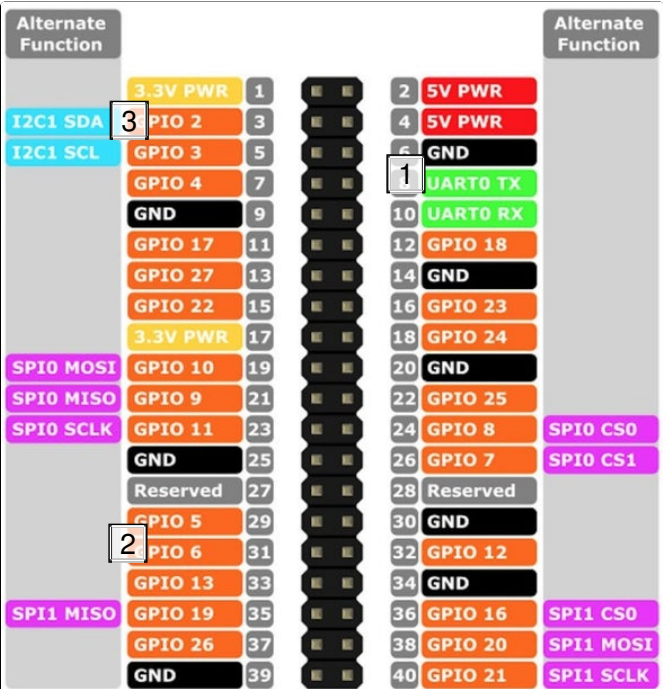 Alternate Function Alternate Function
3.3V PWR 1 2 5V PWR
I2C1 SDA 3 PIO 2 3 4 5V PWR
I2C1 SCL GPIO 3 5 6 GND
GPIO 4 7 1 UART0 TX
GND 9 10 UART0 RX
GPIO 17 11 12 GPIO 18
GPIO 27 13 14 GND
GPIO 22 15 16 GPIO 23
3.3V PWR 17 18 GPIO 24
SPI0 MOSI GPIO 10 19 20 GND
SPI0 MISO GPIO 9 21 22 GPIO 25
SPI0 SCLK GPIO 11 23 24 GPIO 8 SPI0 CS0
GND 25 26 GPIO 7 SPI0 CS1
Reserved 27 28 Reserved
GPIO 5 29 30 GND
2 PIO 6 31 32 GPIO 12
GPIO 13 33 34 GND
SPI1 MISO GPIO 19 35 36 GPIO 16 SPI1 CS0
GPIO 26 37 38 GPIO 20 SPI1 MOSI
GND 39 40 GPIO 21 SPI1 SCLK